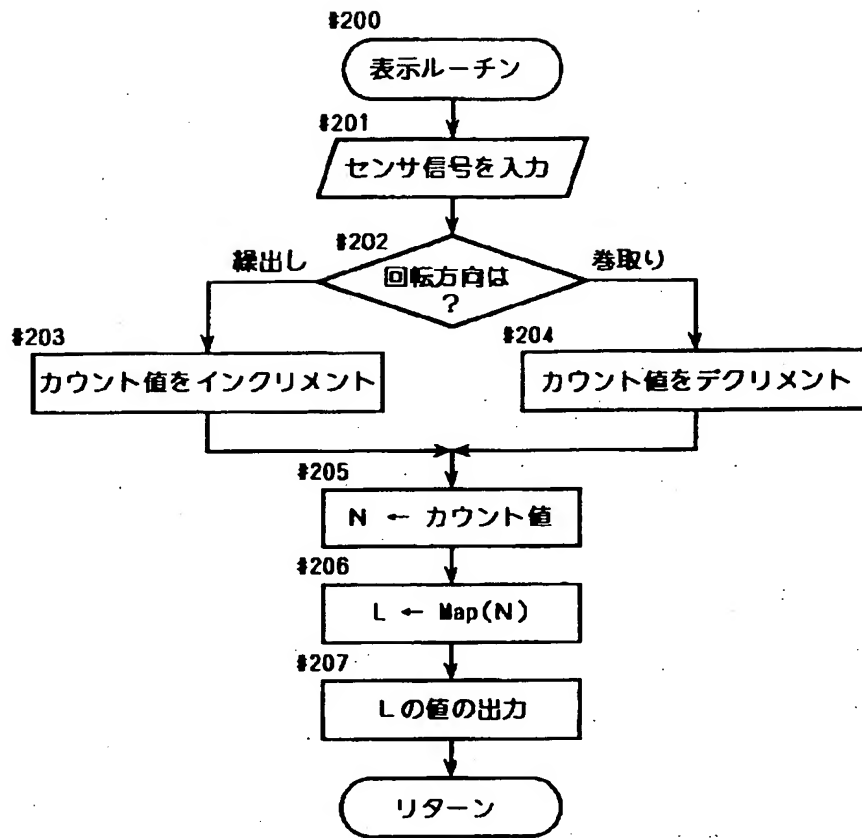 #200
表示ルーチン
#201
センサ信号を入力
#202
繰出し
回転方向は
?
巻取り
#203
カウント値をインクリメント
#204
カウント値をデクリメント
#205
N ← カウント値
#206
L ← Map(N)
#207
Lの値の出力
リターン